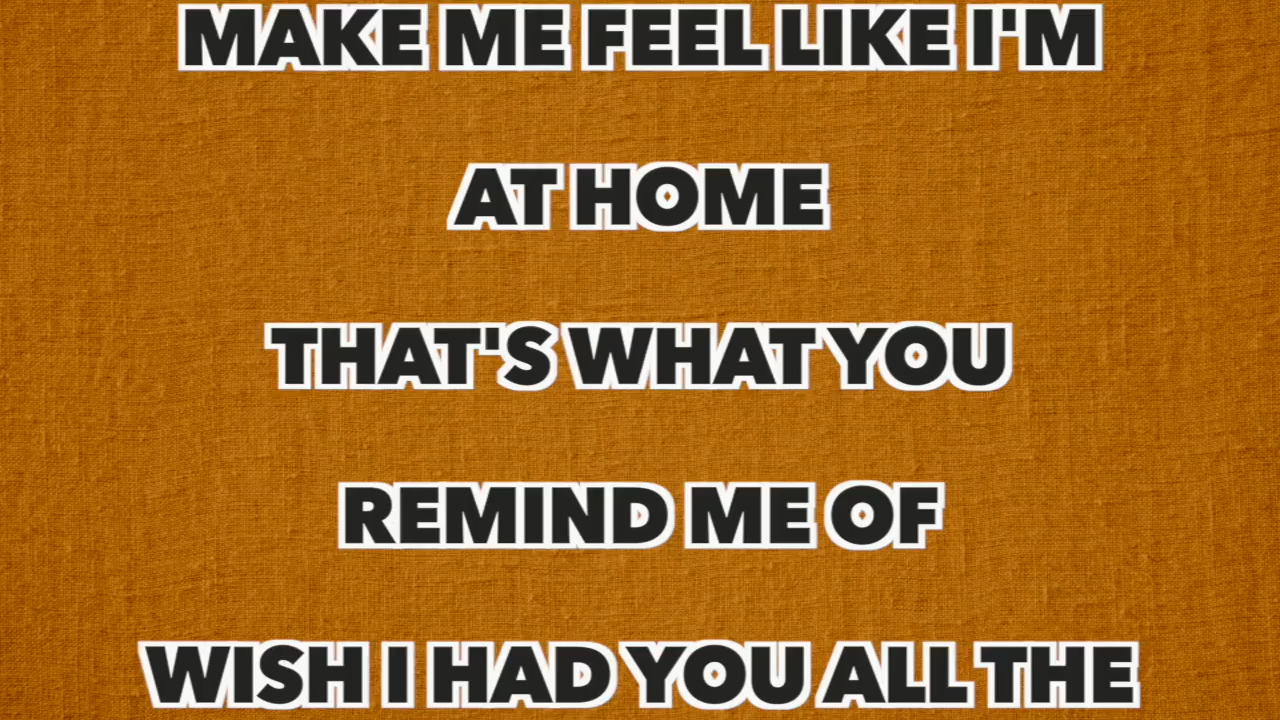 MAKE ME FEEL LIKE I'M
AT HOME
THAT'S WHAT YOU
REMIND ME OF
WISH I HAD YOU ALL THE